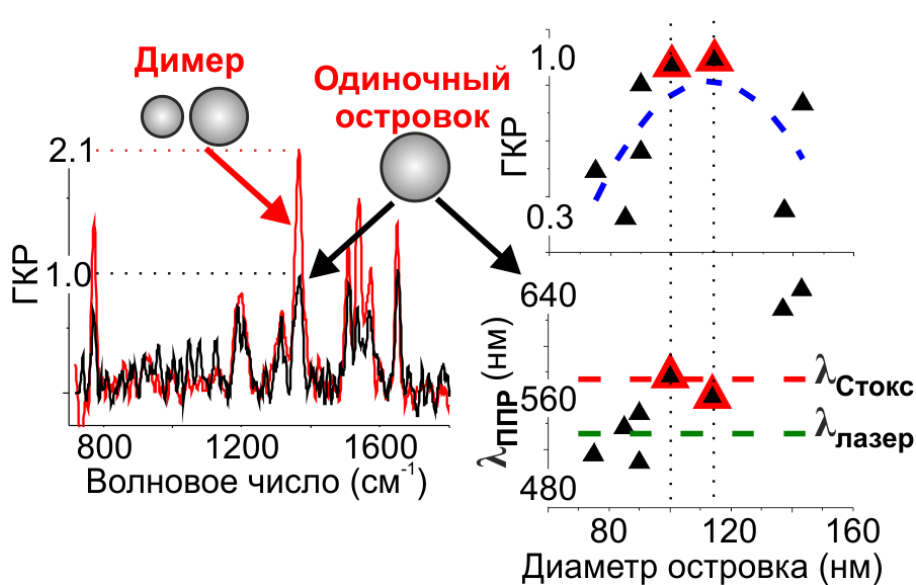 Димер
Одиночный
островок
2.1
1.0
ГКР
800
1200
1600
Волновое число (см-1)
1.0
0.3
ГКР
640
560
480
λППР (нм)
λСтокс
λлазер
80
120
160
Диаметр островка (нм)